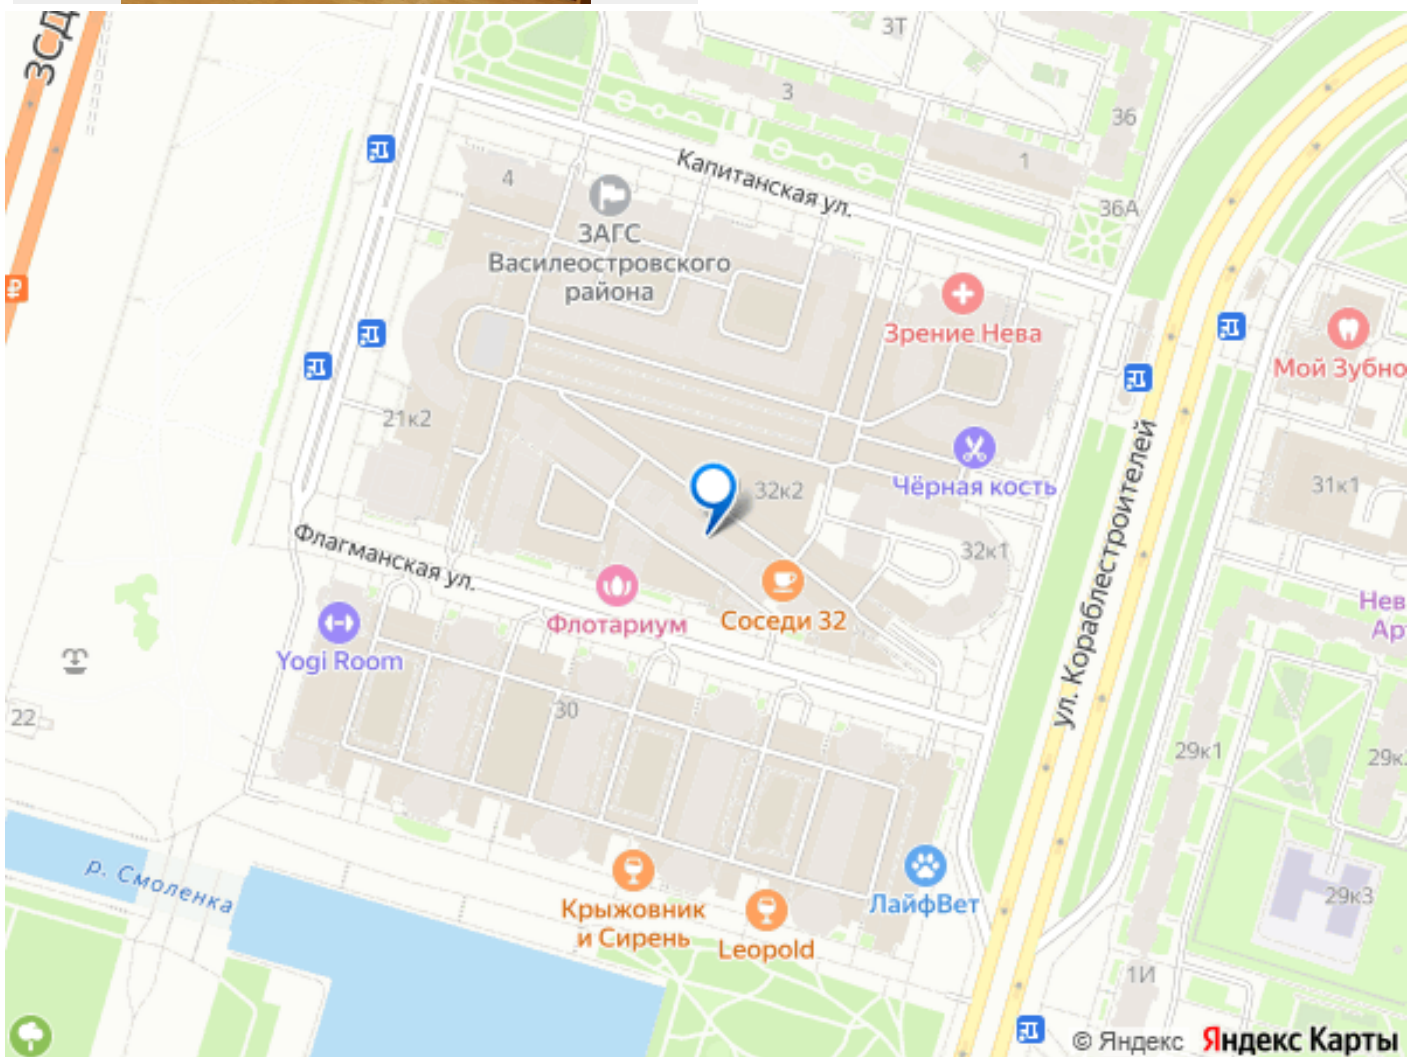 ЗСД
3Т
3
36
Капитанская ул.
1
4
36А
ЗАГС
Василеостровского
района
₽
Зрение Нева
Мой Зубно
21к2
Чёрная кость
32к2
31к1
ул. Кораблестроителей
Флагманская ул.
32к1
Флотариум
Соседи 32
Нев
Ар
Yogi Room
22
30
29к1
29к
р. Смоленка
ЛайфВет
29к3
Крыжовник
и Сирень
Leopold
1И
© Яндекс Яндекс Карты